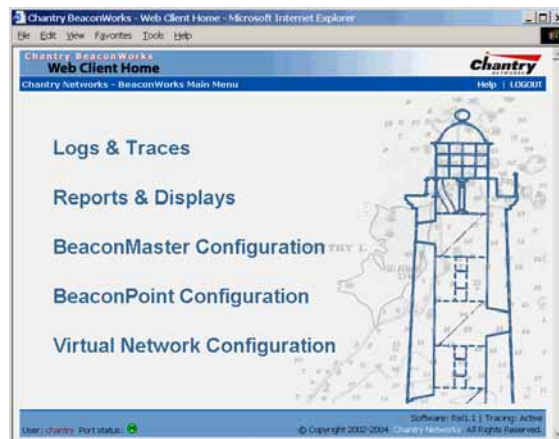 Chantry BeaconWorks - Web Client Home - Microsoft Internet Explorer
File Edit View Favorites Tools Help
Chantry BeaconWorks
Web Client Home
Chantry
NETWORKS
Chantry Networks - BeaconWorks Main Menu
Help | LOGOUT
Logs & Traces
Reports & Displays
BeaconMaster Configuration
BeaconPoint Configuration
Virtual Network Configuration
Software: Rel1.1 | Tracing: Active
User: chantry Port status:
© Copyright 2002-2004 Chantry Networks. All Rights Reserved.